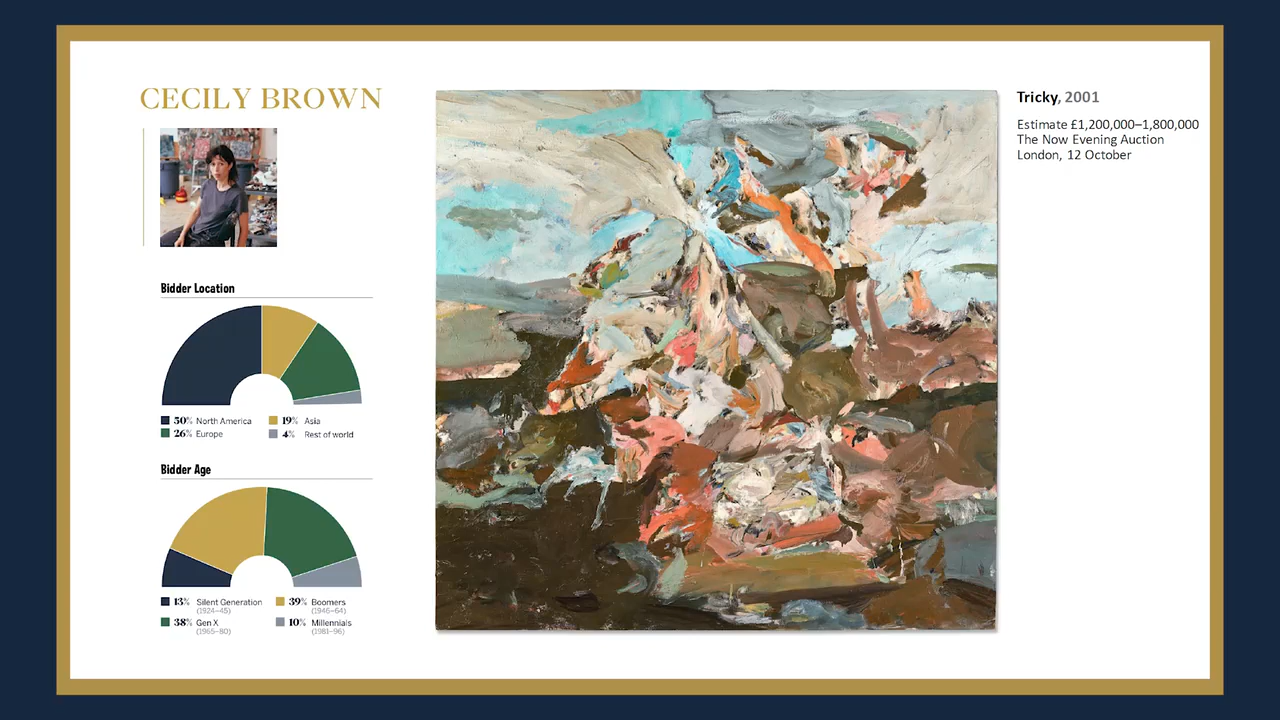 CECILY BROWN
Bidder Location
50% North America
19% Asia
26% Europe
4% Rest of world
Bidder Age
13% Silent Generation
(1924–45)
39% Boomers
(1946–64)
38% Gen X
(1965–80)
10% Millennials
(1981–96)
Tricky, 2001
Estimate £1,200,000–1,800,000
The Now Evening Auction
London, 12 October